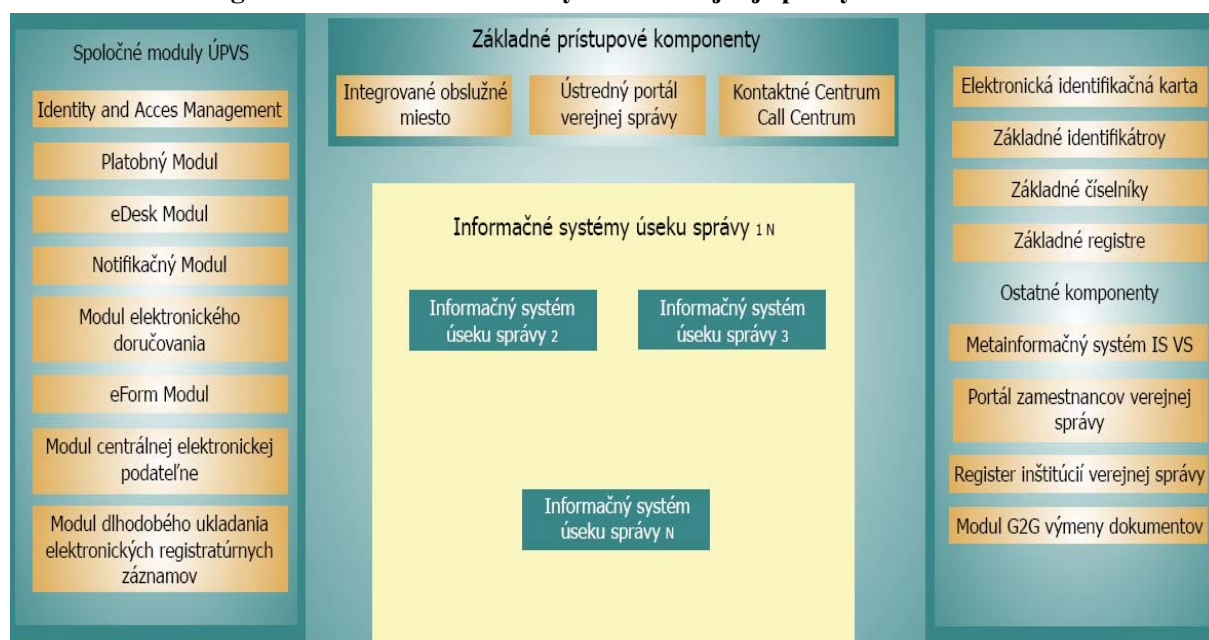 Spoločné moduly ÚPVS
Identity and Acces Management
Platobný Modul
eDesk Modul
Notifikačný Modul
Modul elektronického
doručovania
eForm Modul
Modul centrálnej elektronickej
podateľne
Modul dlhodobého ukladania
elektronických registratúrnych
záznamov
Základné prístupové komponenty
Integrované obslužné
miesto
Ústredný portál
verejnej správy
Kontaktné Centrum
Call Centrum
Informačné systémy úseku správy 1 N
Informačný systém
úseku správy 2
Informačný systém
úseku správy 3
Informačný systém
úseku správy N
Elektronická identifikačná karta
Základné identifikátroy
Základné číselníky
Základné registre
Ostatné komponenty
Metainformačný systém IS VS
Portál zamestnancov verejnej
správy
Register inštitúcií verejnej správy
Modul G2G výmeny dokumentov